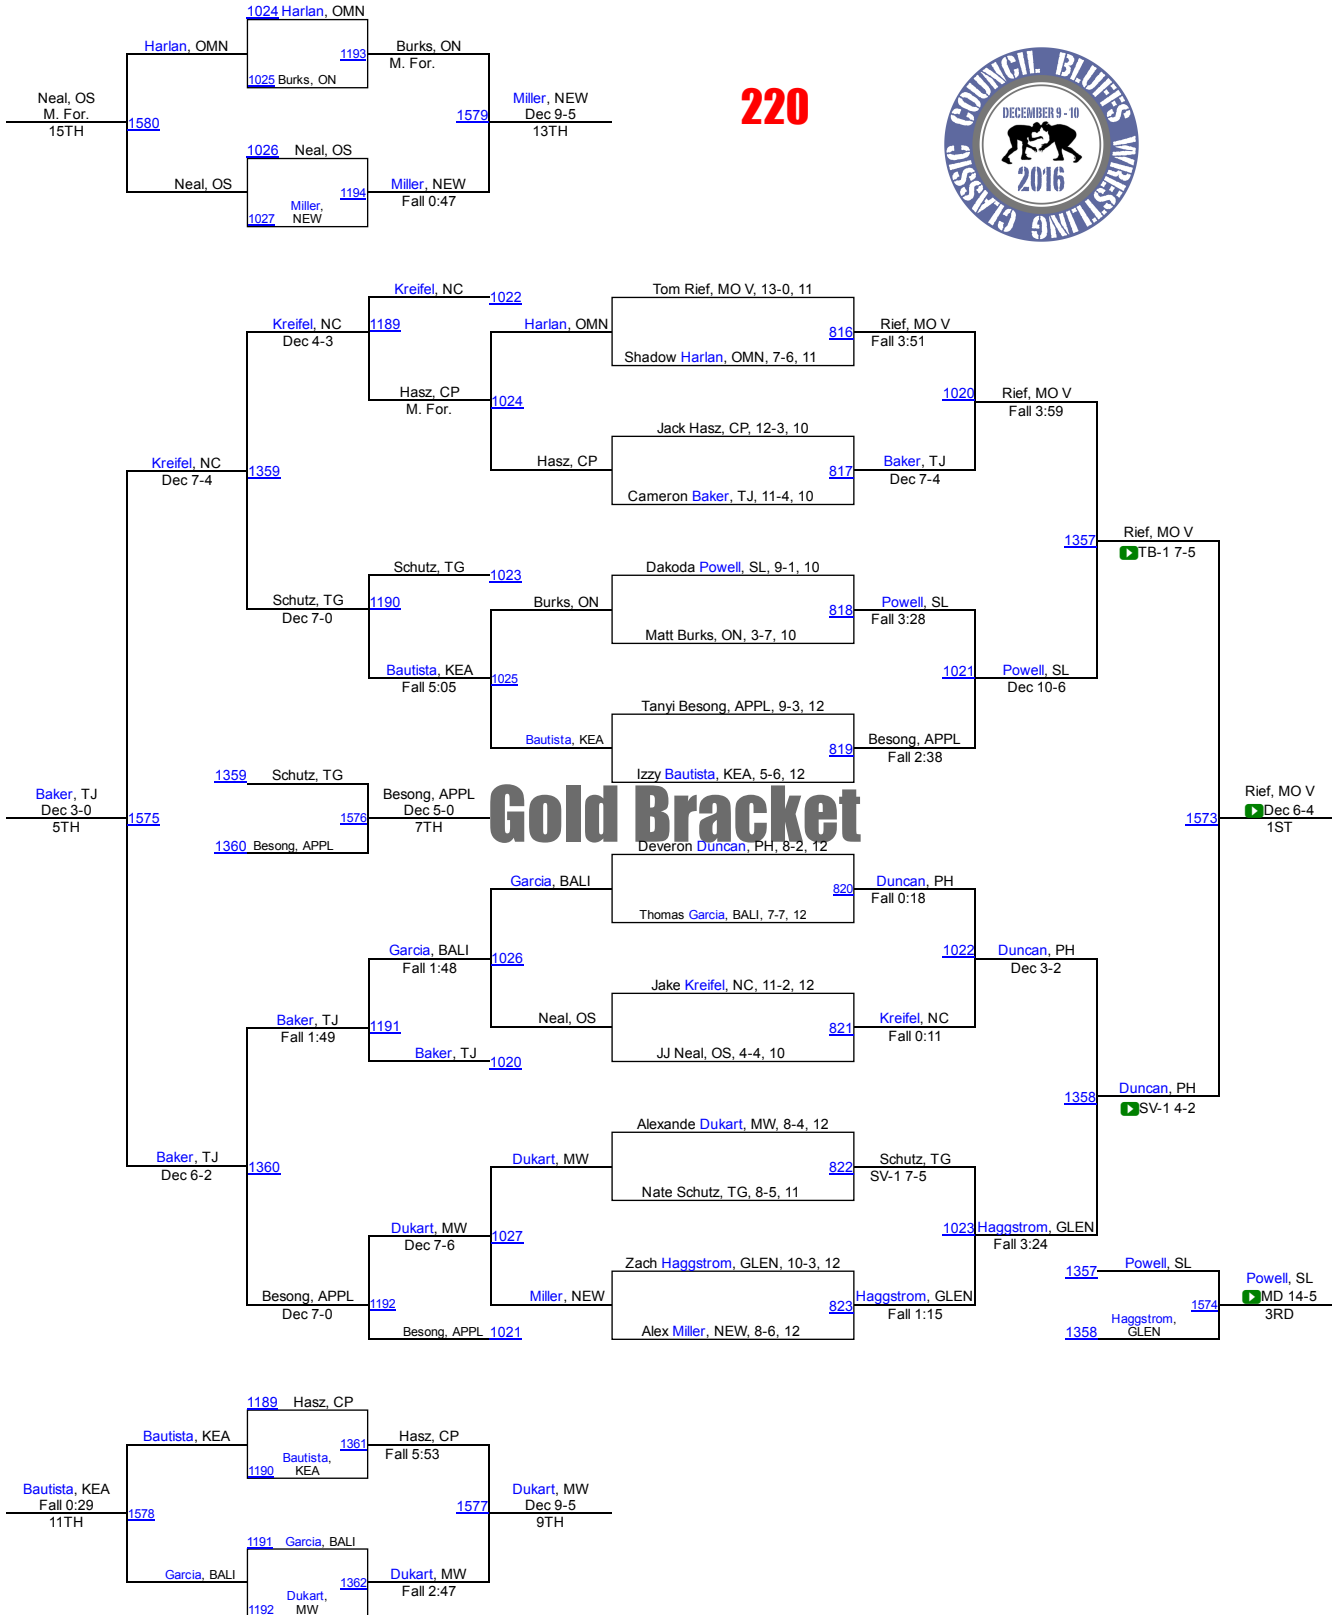 1024 Harlan, OMN
Harlan, OMN
1193
Burks, ON
M. For.
1025 Burks, ON
Neal, OS
M. For.
15TH
1580
1579
Miller, NEW
Dec 9-5
13TH
1026 Neal, OS
Neal, OS
1194
Miller, NEW
Fall 0:47
Miller,
1027 NEW
220
COUNCIL BLUFFS WRESTLING CLASSIC
DECEMBER 9 - 10
2016
Kreifel, NC
1022
Tom Rief, MO V, 13-0, 11
Kreifel, NC
Dec 4-3
1189
Harlan, OMN
816
Rief, MO V
Fall 3:51
Shadow Harlan, OMN, 7-6, 11
Hasz, CP
M. For.
1024
1020
Rief, MO V
Fall 3:59
Jack Hasz, CP, 12-3, 10
Kreifel, NC
Dec 7-4
1359
Hasz, CP
817
Baker, TJ
Dec 7-4
Cameron Baker, TJ, 11-4, 10
1357
Rief, MO V
TB-1 7-5
Schutz, TG
1023
Dakoda Powell, SL, 9-1, 10
Schutz, TG
Dec 7-0
1190
Burks, ON
818
Powell, SL
Fall 3:28
Matt Burks, ON, 3-7, 10
Bautista, KEA
Fall 5:05
1025
1021
Powell, SL
Dec 10-6
Tanyi Besong, APPL, 9-3, 12
Bautista, KEA
819
Besong, APPL
Fall 2:38
Izzy Bautista, KEA, 5-6, 12
1359 Schutz, TG
Baker, TJ
Dec 3-0
5TH
1575
1576
Besong, APPL
Dec 5-0
7TH
Gold Bracket
1573
Rief, MO V
Dec 6-4
1ST
1360 Besong, APPL
Deveron Duncan, PH, 8-2, 12
Garcia, BALI
820
Duncan, PH
Fall 0:18
Thomas Garcia, BALI, 7-7, 12
Garcia, BALI
Fall 1:48
1026
1022
Duncan, PH
Dec 3-2
Jake Kreifel, NC, 11-2, 12
Baker, TJ
Fall 1:49
1191
Neal, OS
821
Kreifel, NC
Fall 0:11
Baker, TJ
1020
JJ Neal, OS, 4-4, 10
1358
Duncan, PH
SV-1 4-2
Alexande Dukart, MW, 8-4, 12
Baker, TJ
Dec 6-2
1360
Dukart, MW
822
Schutz, TG
SV-1 7-5
Nate Schutz, TG, 8-5, 11
Dukart, MW
Dec 7-6
1027
1023
Haggstrom, GLEN
Fall 3:24
Zach Haggstrom, GLEN, 10-3, 12
1357 Powell, SL
Besong, APPL
Dec 7-0
1192
Miller, NEW
823
Haggstrom, GLEN
Fall 1:15
1574
Powell, SL
MD 14-5
3RD
Besong, APPL 1021
Alex Miller, NEW, 8-6, 12
Haggstrom,
1358 GLEN
1189 Hasz, CP
Bautista, KEA
1361
Hasz, CP
Fall 5:53
Bautista,
1190 KEA
Bautista, KEA
Fall 0:29
11TH
1578
1577
Dukart, MW
Dec 9-5
9TH
1191 Garcia, BALI
Garcia, BALI
1362
Dukart, MW
Fall 2:47
Dukart,
1192 MW